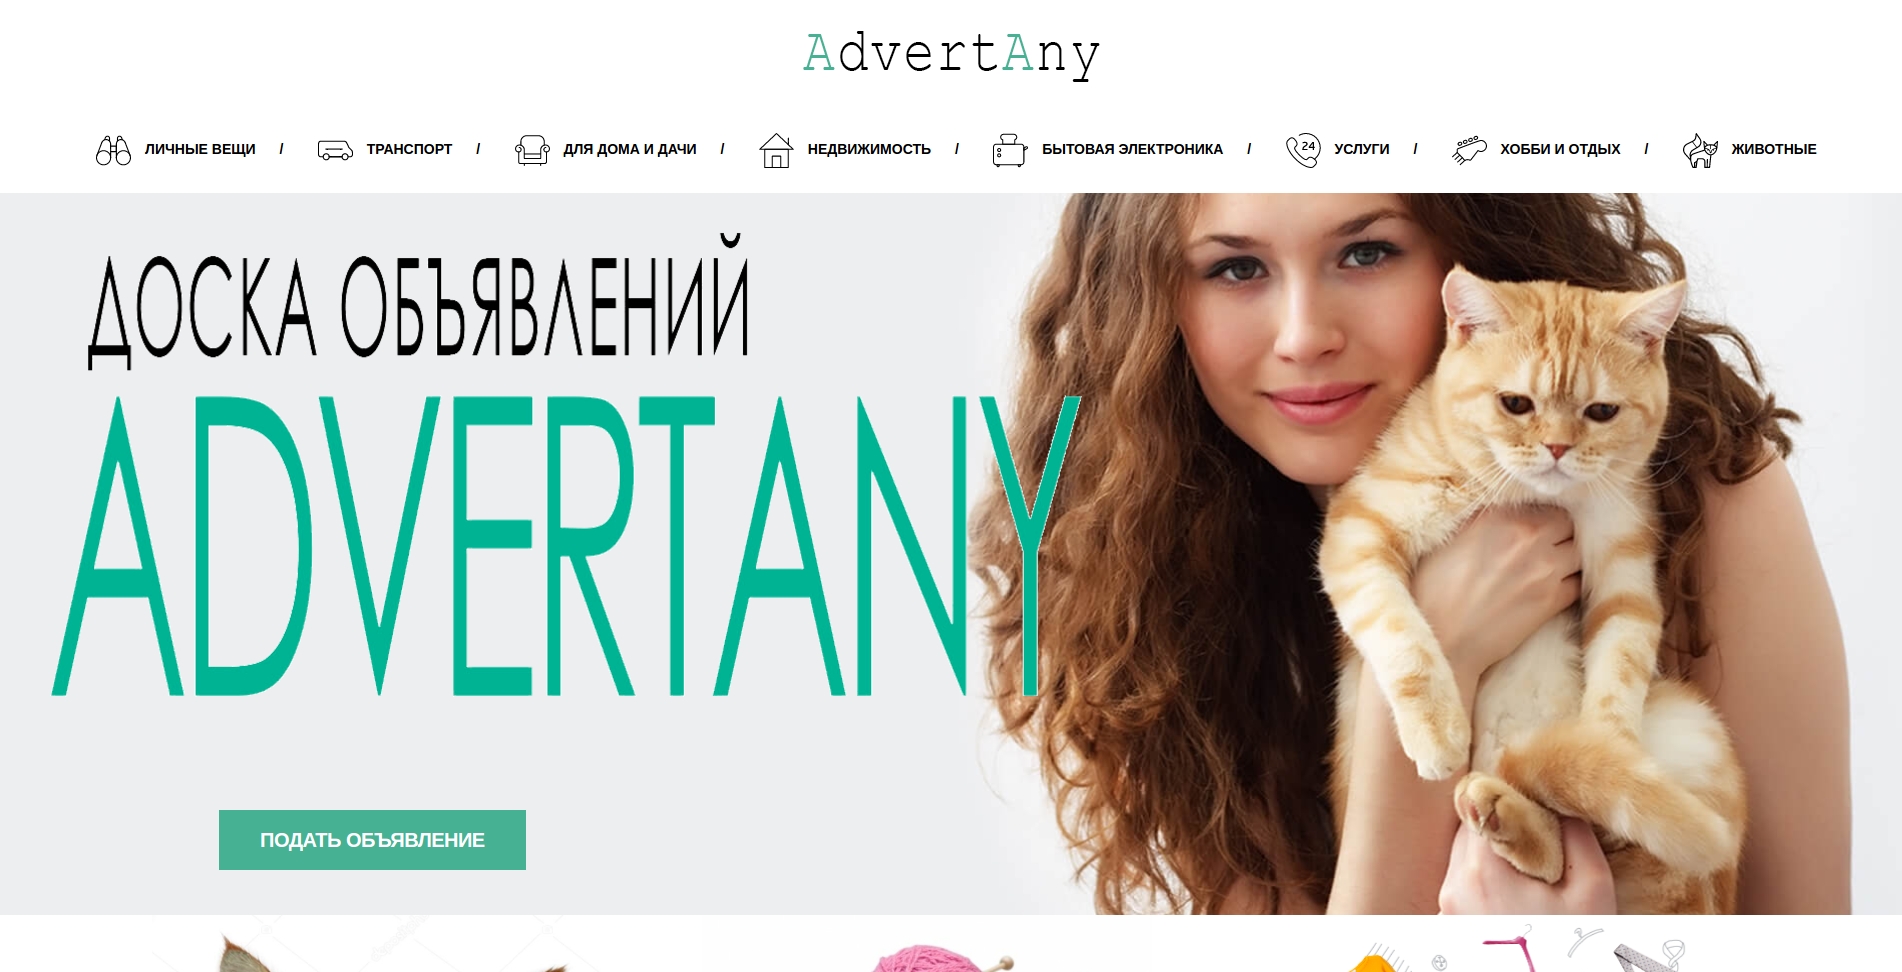 AdvertAny
ЛИЧНЫЕ ВЕЩИ / ТРАНСПОРТ / ДЛЯ ДОМА И ДАЧИ / НЕДВИЖИМОСТЬ / БЫТОВАЯ ЭЛЕКТРОНИКА / 24 УСЛУГИ / ХОББИ И ОТДЫХ / ЖИВОТНЫЕ
ДОСКА ОБЪЯВЛЕНИЙ
ADVERTANY
ПОДАТЬ ОБЪЯВЛЕНИЕ